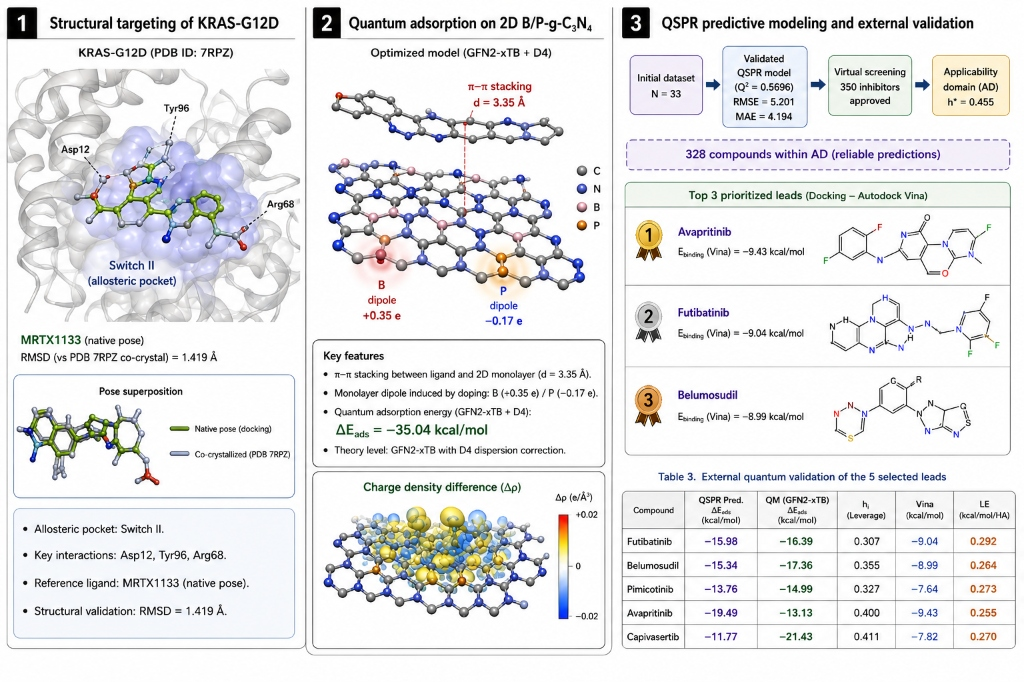 1 Structural targeting of KRAS-G12D
KRAS-G12D (PDB ID: 7RPZ)
Tyr96
Asp12
Arg68
Switch II
(allosteric pocket)
MRTX1133 (native pose)
RMSD (vs PDB 7RPZ co-crystal) = 1.419 Å
Pose superposition
Native pose (docking)
Co-crystallized (PDB 7RPZ)
• Allosteric pocket: Switch II.
• Key interactions: Asp12, Tyr96, Arg68.
• Reference ligand: MRTX1133 (native pose).
• Structural validation: RMSD = 1.419 Å.
2 Quantum adsorption on 2D B/P-g-C₃N₄
Optimized model (GFN2-xTB + D4)
π–π stacking
d = 3.35 Å
C
N
B
P
B
dipole
+0.35 e
P
dipole
−0.17 e
Key features
• π–π stacking between ligand and 2D monolayer (d = 3.35 Å).
• Monolayer dipole induced by doping: B (+0.35 e) / P (−0.17 e).
• Quantum adsorption energy (GFN2-xTB + D4):
ΔEads = −35.04 kcal/mol
• Theory level: GFN2-xTB with D4 dispersion correction.
Charge density difference (Δρ)
Δρ (e/Å³)
+0.02
0
−0.02
3 QSPR predictive modeling and external validation
Initial dataset
N = 33
Validated
QSPR model
(Q² = 0.5696)
RMSE = 5.201
MAE = 4.194
Virtual screening
350 inhibitors
approved
Applicability
domain (AD)
h* = 0.455
328 compounds within AD (reliable predictions)
Top 3 prioritized leads (Docking – Autodock Vina)
1
Avapritinib
Ebinding (Vina) = −9.43 kcal/mol
2
Futibatinib
Ebinding (Vina) = −9.04 kcal/mol
3
Belumosudil
Ebinding (Vina) = −8.99 kcal/mol
Table 3. External quantum validation of the 5 selected leads
Compound QSPR Pred. ΔEads (kcal/mol) QM (GFN2-xTB) ΔEads (kcal/mol) hi (Leverage) Vina (kcal/mol) LE (kcal/mol/HA)
Futibatinib −15.98 −16.39 0.307 −9.04 0.292
Belumosudil −15.34 −17.36 0.355 −8.99 0.264
Pimicotinib −13.76 −14.99 0.327 −7.64 0.273
Avapritinib −19.49 −13.13 0.400 −9.43 0.255
Capivasertib −11.77 −21.43 0.411 −7.82 0.270